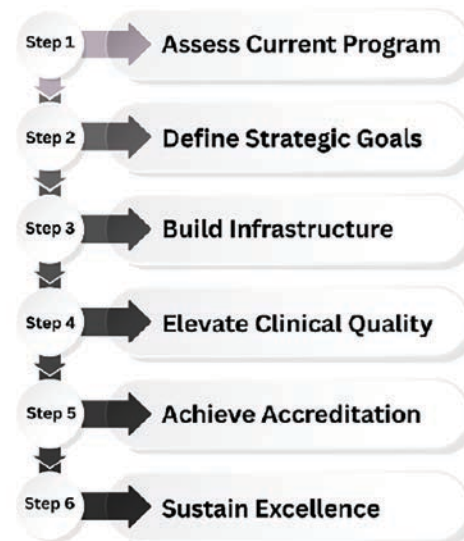 Step 1
Assess Current Program
Step 2
Define Strategic Goals
Step 3
Build Infrastructure
Step 4
Elevate Clinical Quality
Step 5
Achieve Accreditation
Step 6
Sustain Excellence